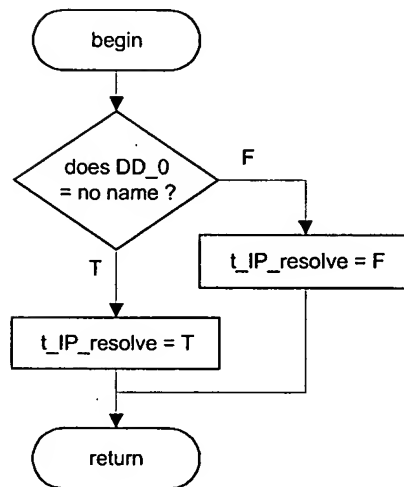 begin
does DD_0
= no name ?
F
T
t_IP_resolve = F
t_IP_resolve = T
return